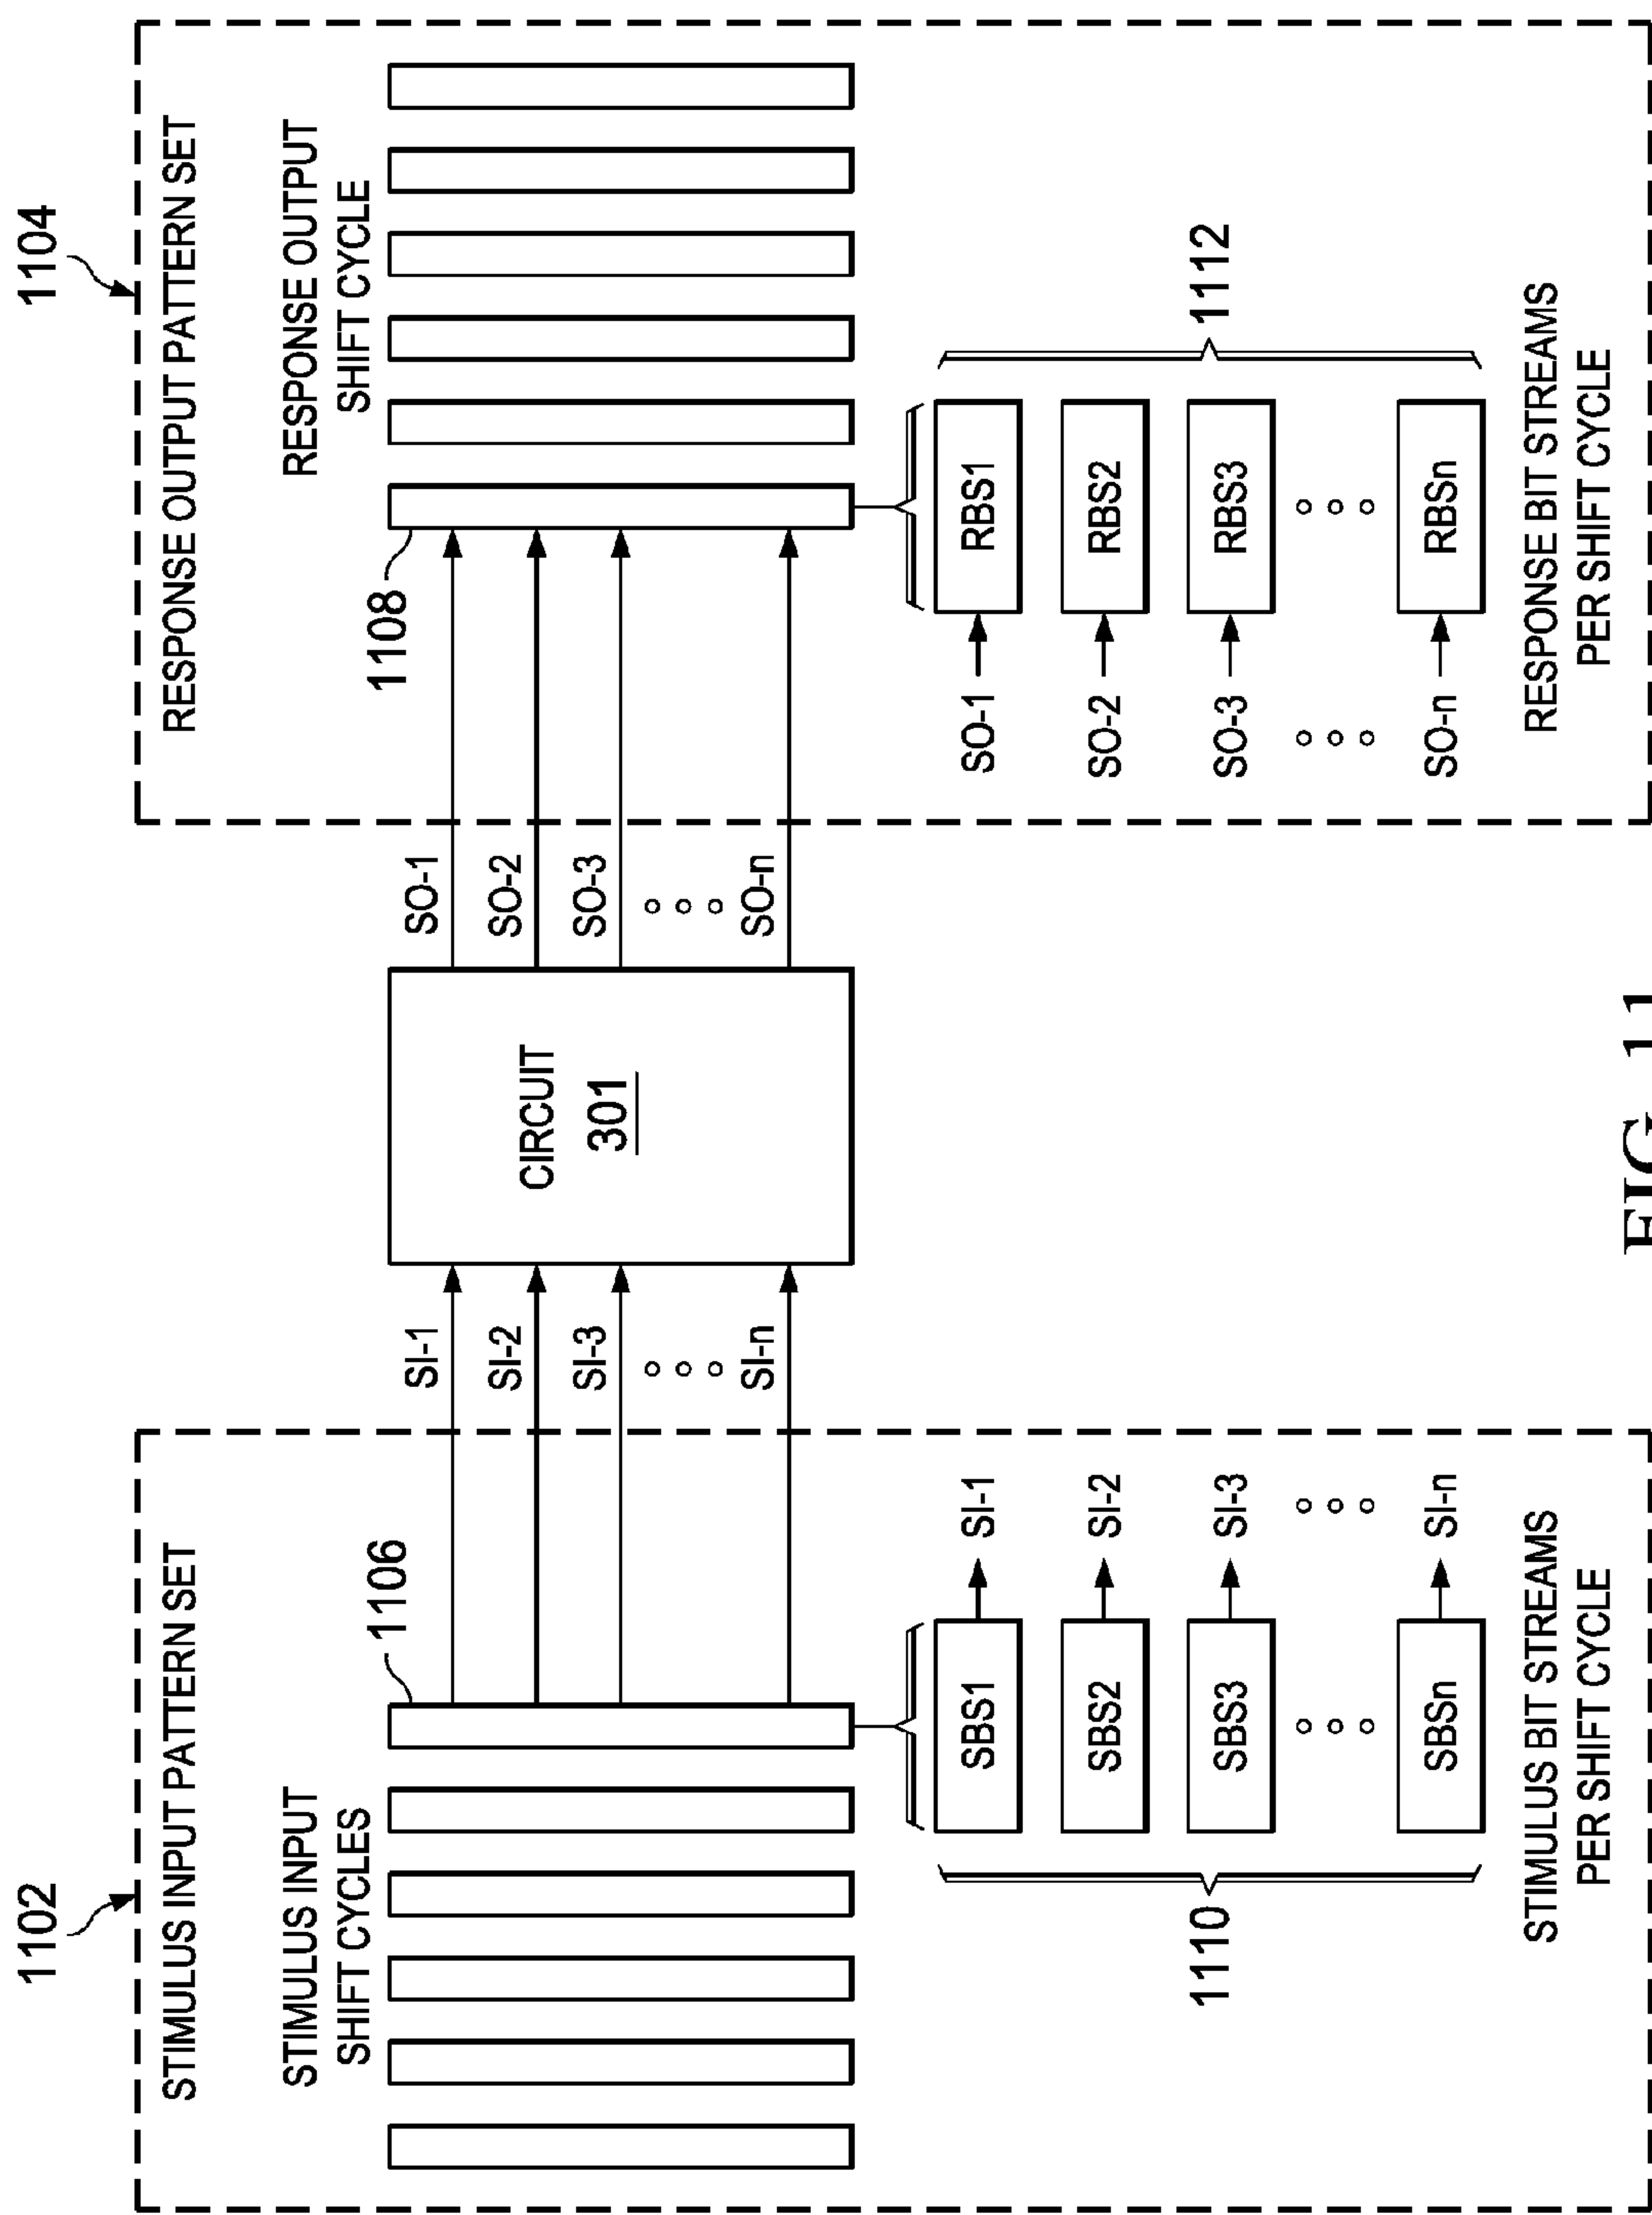 1102
1104
STIMULUS INPUT PATTERN SET
RESPONSE OUTPUT PATTERN SET
STIMULUS INPUT
SHIFT CYCLES
1106
SI-1
SI-2
SI-3
SI-n
CIRCUIT
301
SO-1
SO-2
SO-3
SO-n
1108
RESPONSE OUTPUT
SHIFT CYCLE
1110
SBS1
SI-1
SBS2
SI-2
SBS3
SI-3
SBSn
SI-n
STIMULUS BIT STREAMS
PER SHIFT CYCLE
SO-1
RBS1
SO-2
RBS2
SO-3
RBS3
SO-n
RBSn
1112
RESPONSE BIT STREAMS
PER SHIFT CYCLE
FIG. 11